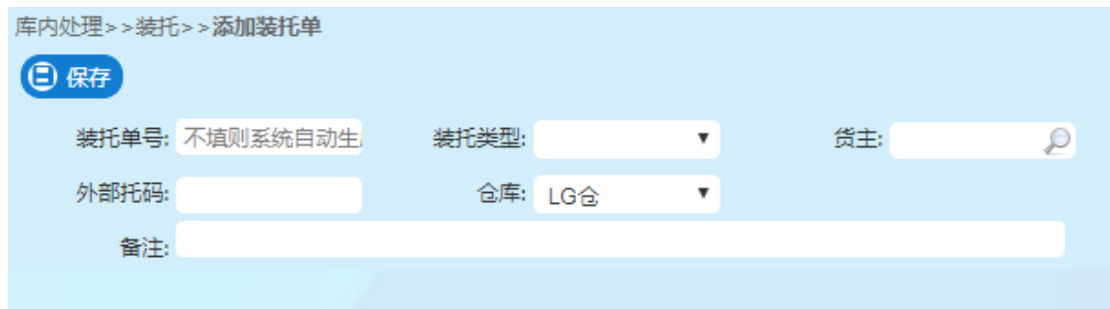 库内处理>>装托>>添加装托单
保存
装托单号: 不填则系统自动生 装托类型: 货主:
外部托码: 仓库: LG仓
备注: